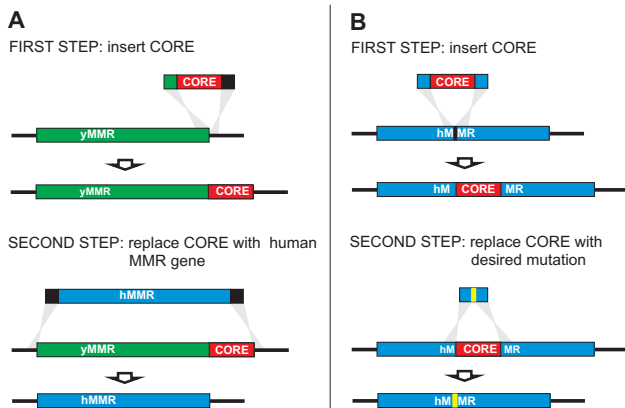 A
FIRST STEP: insert CORE
CORE
yMMR
yMMR
CORE
SECOND STEP: replace CORE with human
MMR gene
hMMR
yMMR
CORE
hMMR
B
FIRST STEP: insert CORE
CORE
hM MR
hM CORE MR
SECOND STEP: replace CORE with
desired mutation
hM CORE MR
hM MR